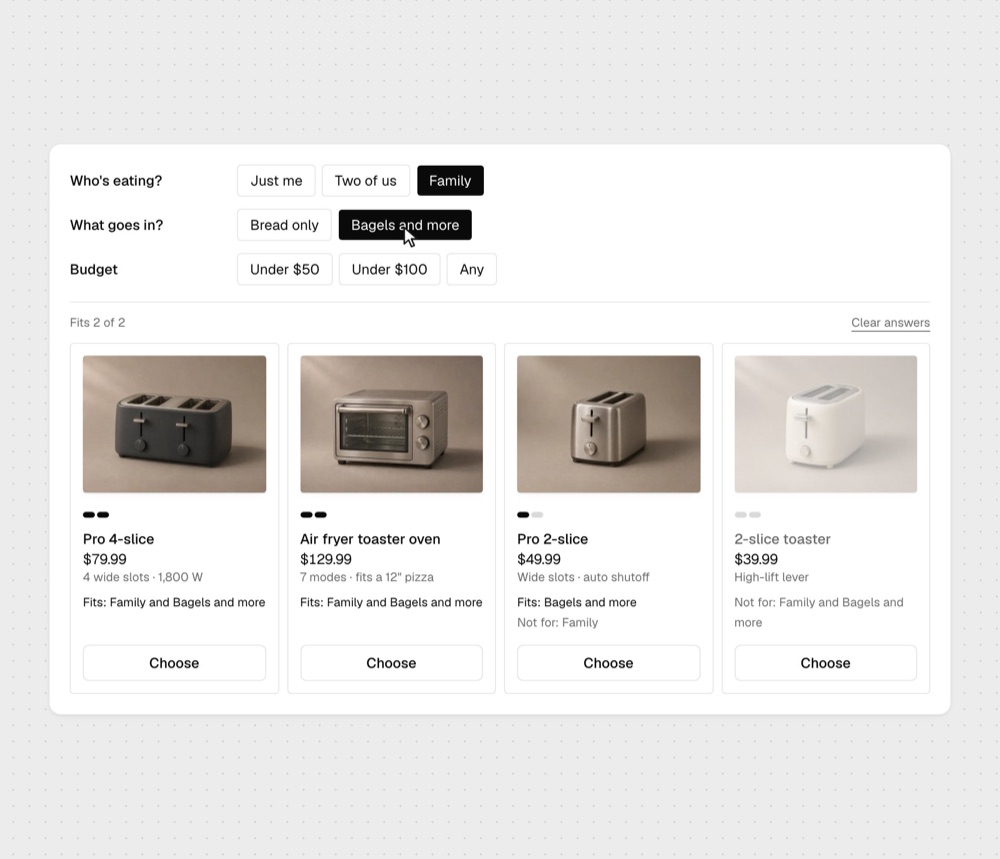 Who's eating?
Just me
Two of us
Family
What goes in?
Bread only
Bagels and more
Budget
Under $50
Under $100
Any
Fits 2 of 2
Clear answers
Pro 4-slice
$79.99
4 wide slots · 1,800 W
Fits: Family and Bagels and more
Choose
Air fryer toaster oven
$129.99
7 modes · fits a 12" pizza
Fits: Family and Bagels and more
Choose
Pro 2-slice
$49.99
Wide slots · auto shutoff
Fits: Bagels and more
Not for: Family
Choose
2-slice toaster
$39.99
High-lift lever
Not for: Family and Bagels and
more
Choose